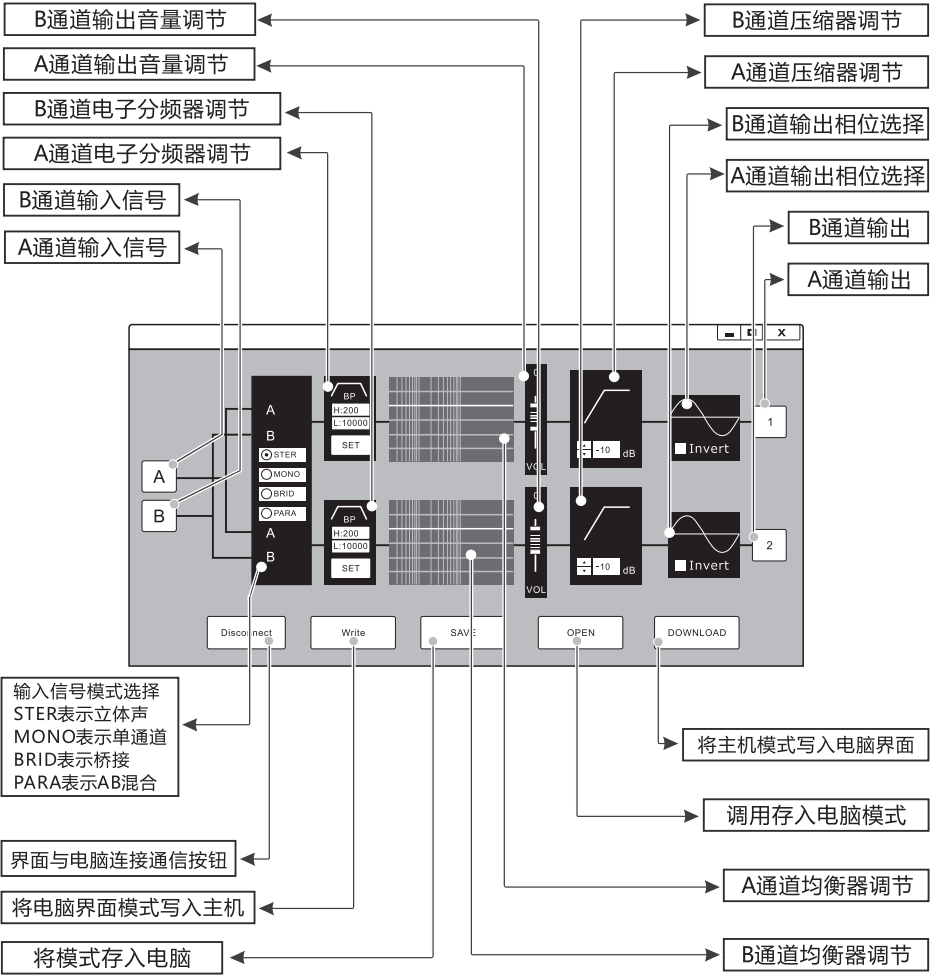 B通道输出音量调节
A通道输出音量调节
B通道电子分频器调节
A通道电子分频器调节
B通道输入信号
A通道输入信号
B通道压缩器调节
A通道压缩器调节
B通道输出相位选择
A通道输出相位选择
B通道输出
A通道输出
X
A
B
A
B
STER
MONO
BRID
PARA
A
B
BP
H:200
L:10000
SET
0
VOL
-10 dB
Invert
1
BP
H:200
L:10000
SET
0
VOL
-10 dB
Invert
2
Disconnect
Write
SAVE
OPEN
DOWNLOAD
输入信号模式选择
STER表示立体声
MONO表示单通道
BRID表示桥接
PARA表示AB混合
界面与电脑连接通信按钮
将电脑界面模式写入主机
将模式存入电脑
将主机模式写入电脑界面
调用存入电脑模式
A通道均衡器调节
B通道均衡器调节